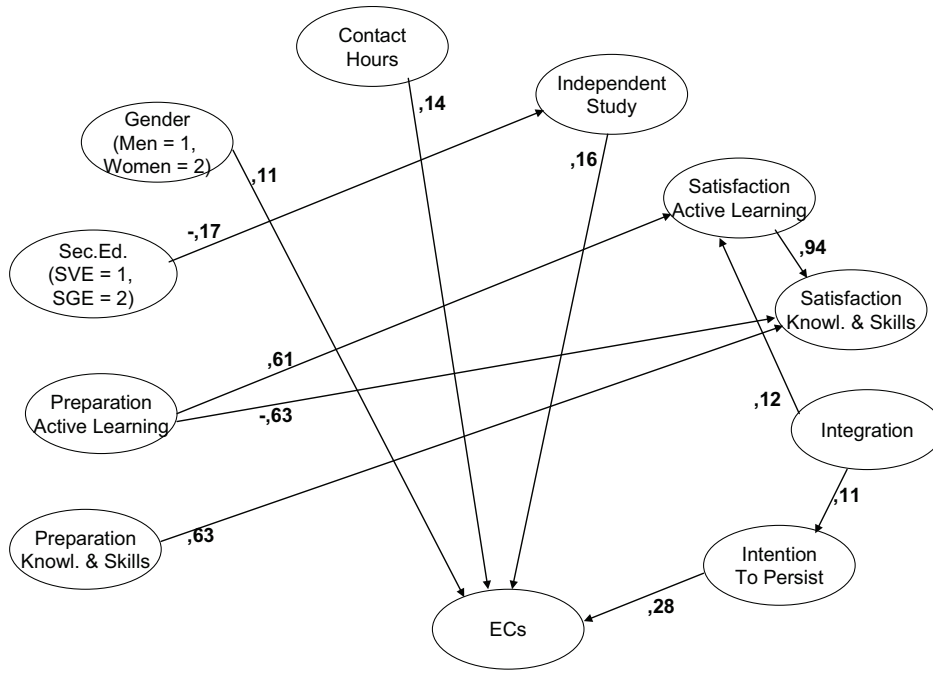 Contact
Hours
Independent
Study
,14
Gender
(Men = 1,
Women = 2)
,11
,16
Satisfaction
Active Learning
-,17
Sec.Ed.
(SVE = 1,
SGE = 2)
,94
Satisfaction
Knowl. & Skills
,61
Preparation
Active Learning
-,63
,12
Integration
,11
Preparation
Knowl. & Skills
,63
Intention
To Persist
,28
ECs